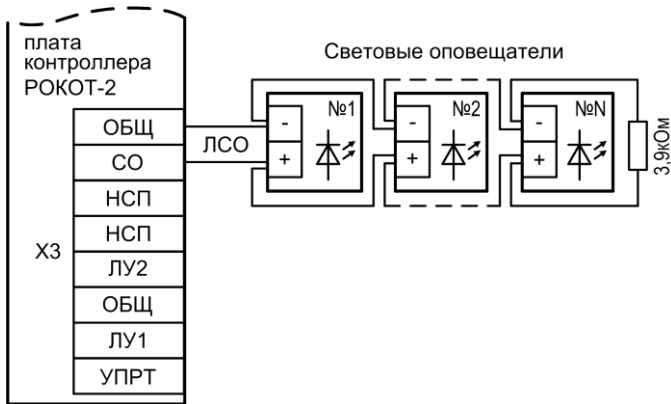 плата
контроллера
РОКОТ-2
Световые оповещатели
ОБЩ
СО
НСП
НСП
ЛУ2
ОБЩ
ЛУ1
УПРТ
Х3
ЛСО
№1
-
+
№2
-
+
№N
-
+
3,9кОм